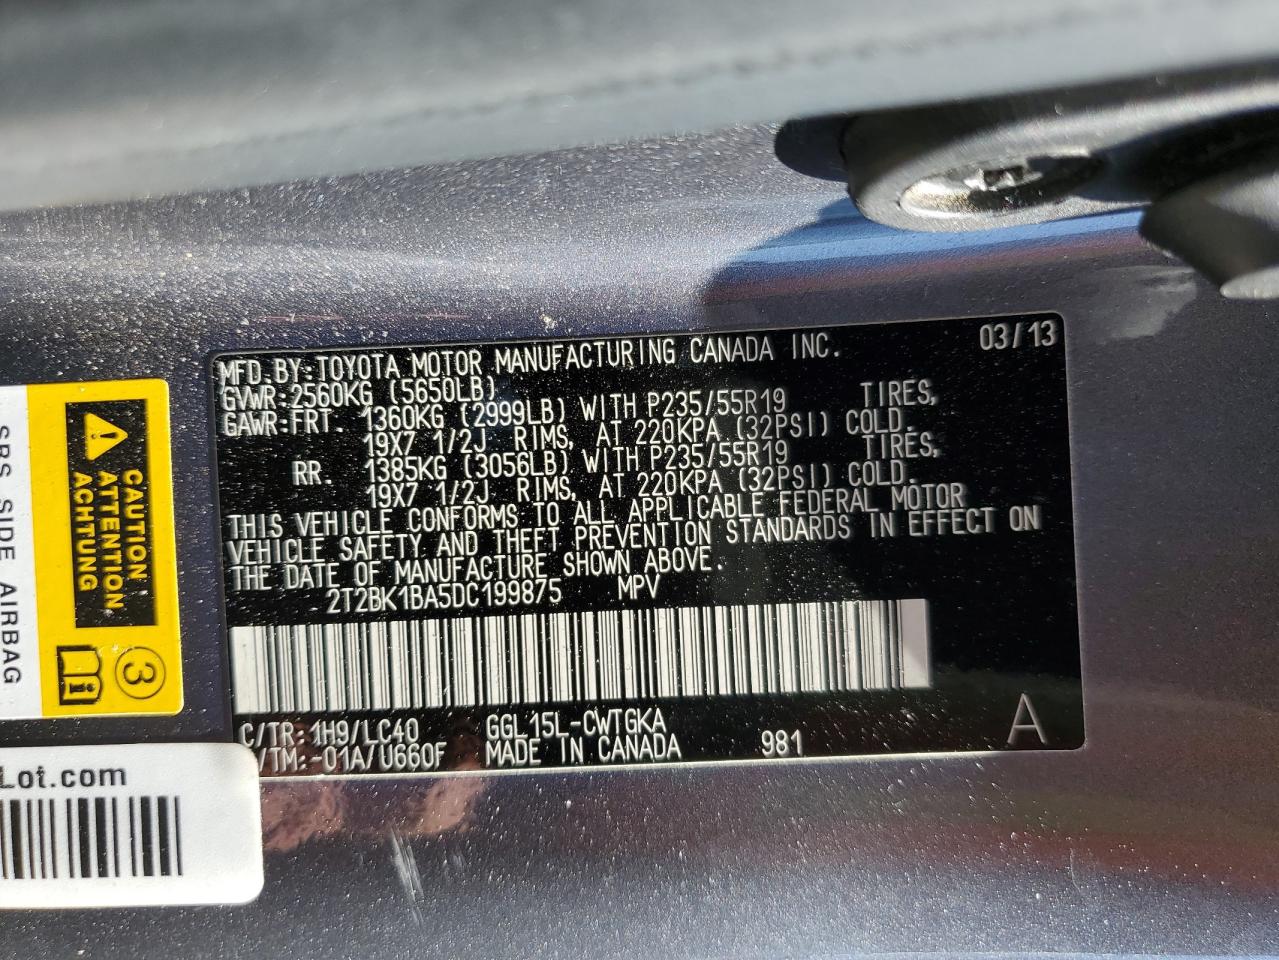 MFD.BY:TOYOTA MOTOR MANUFACTURING CANADA INC. 03/13
GVWR:2560KG (5650LB)
GAWR:FRT. 1360KG (2999LB) WITH P235/55R19 TIRES,
19X7 1/2J RIMS, AT 220KPA (32PSI) COLD.
RR. 1385KG (3056LB) WITH P235/55R19 TIRES,
19X7 1/2J RIMS, AT 220KPA (32PSI) COLD.
THIS VEHICLE CONFORMS TO ALL APPLICABLE FEDERAL MOTOR
VEHICLE SAFETY AND THEFT PREVENTION STANDARDS IN EFFECT ON
THE DATE OF MANUFACTURE SHOWN ABOVE.
2T2BK1BA5DC199875 MPV
C/TR:1H9/LC40 GGL15L-CWTGKA
/TM:-01A/U660F MADE IN CANADA 981 A
CAUTION
ATTENTION
ACHTUNG
3
i
SRS SIDE AIRBAG
Lot.com